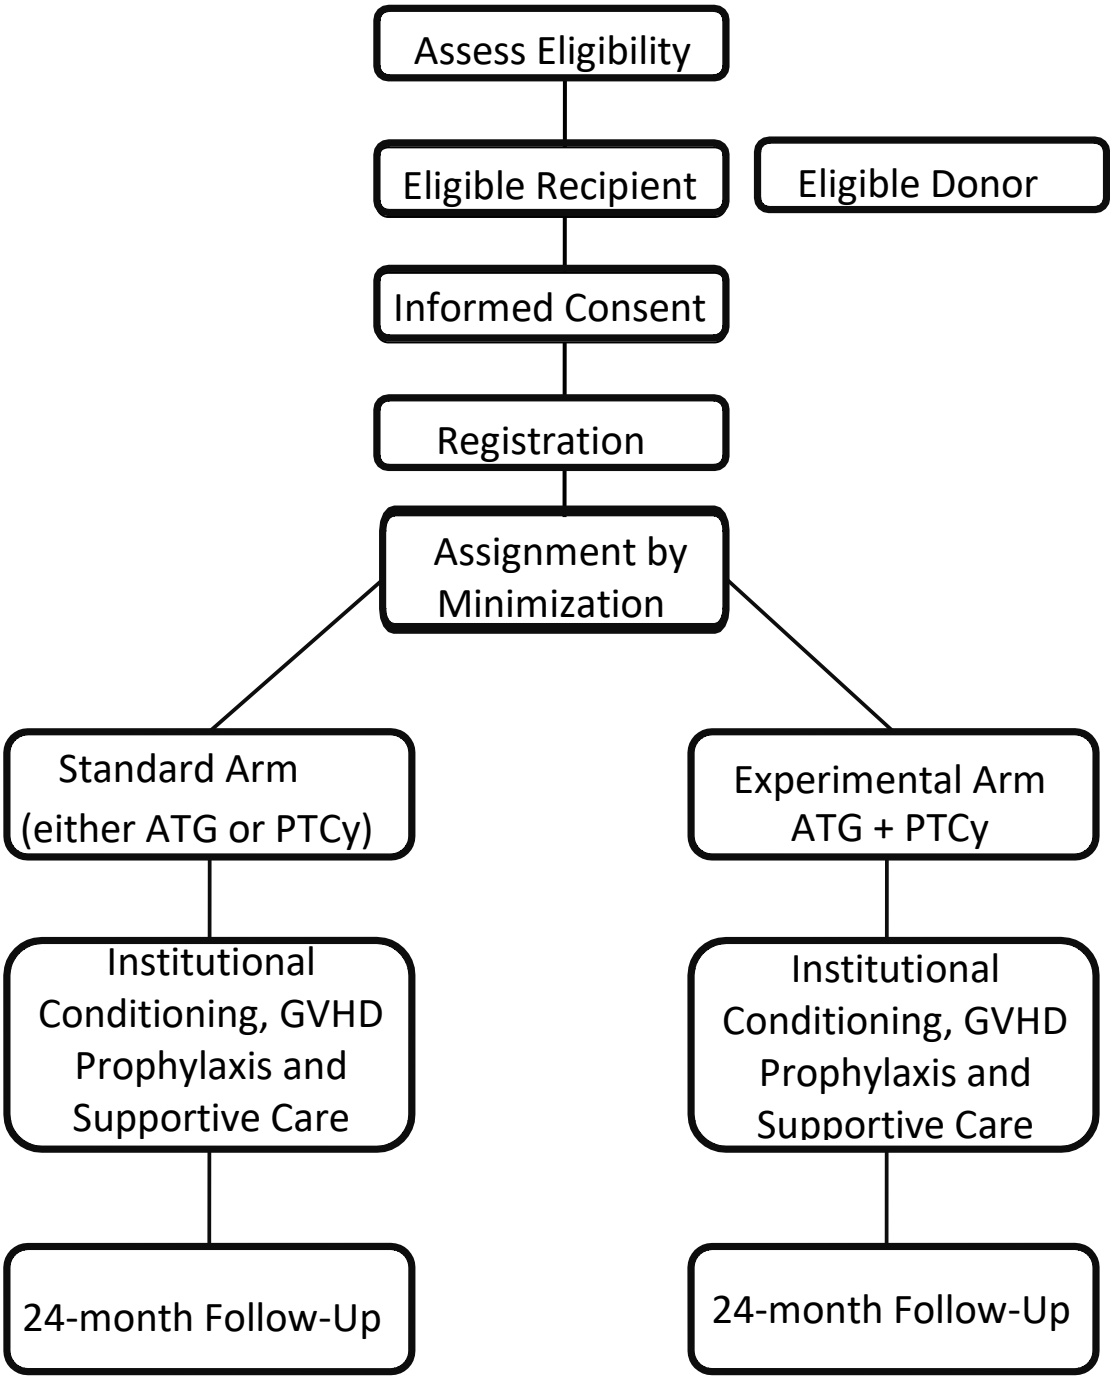 Assess Eligibility
Eligible Recipient
Eligible Donor
Informed Consent
Registration
Assignment by
Minimization
Standard Arm
(either ATG or PTCy)
Experimental Arm
ATG + PTCy
Institutional
Conditioning, GVHD
Prophylaxis and
Supportive Care
Institutional
Conditioning, GVHD
Prophylaxis and
Supportive Care
24-month Follow-Up
24-month Follow-Up